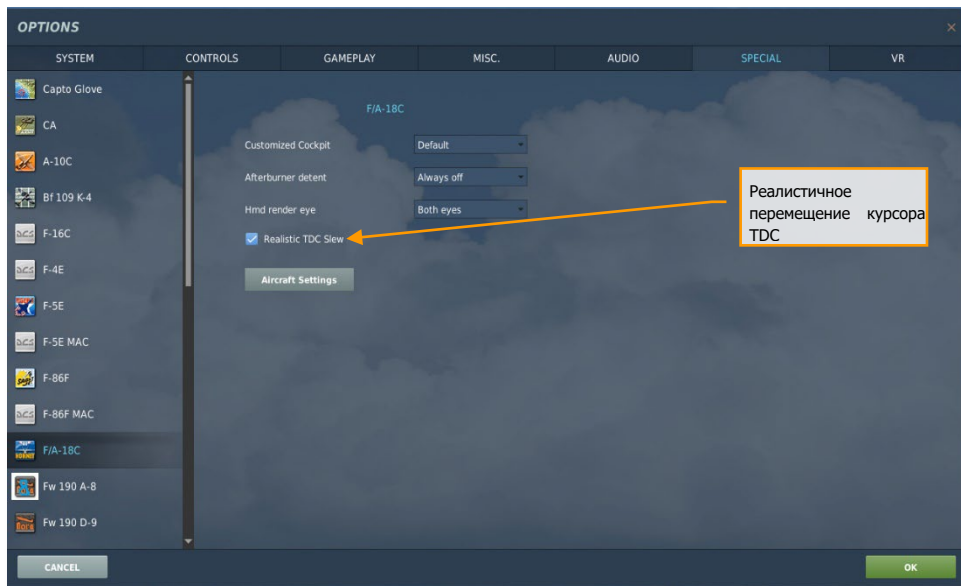 OPTIONS
SYSTEM CONTROLS GAMEPLAY MISC. AUDIO SPECIAL VR
Capto Glove
CA
A-10C
Bf 109 K-4
F-16C
F-4E
F-5E
F-5E MAC
F-86F
F-86F MAC
F/A-18C
Fw 190 A-8
Fw 190 D-9
F/A-18C
Customized Cockpit Default
Afterburner detent Always off
Hmd render eye Both eyes
Realistic TDC Slew
Aircraft Settings
Реалистичное
перемещение курсора
TDC
CANCEL OK